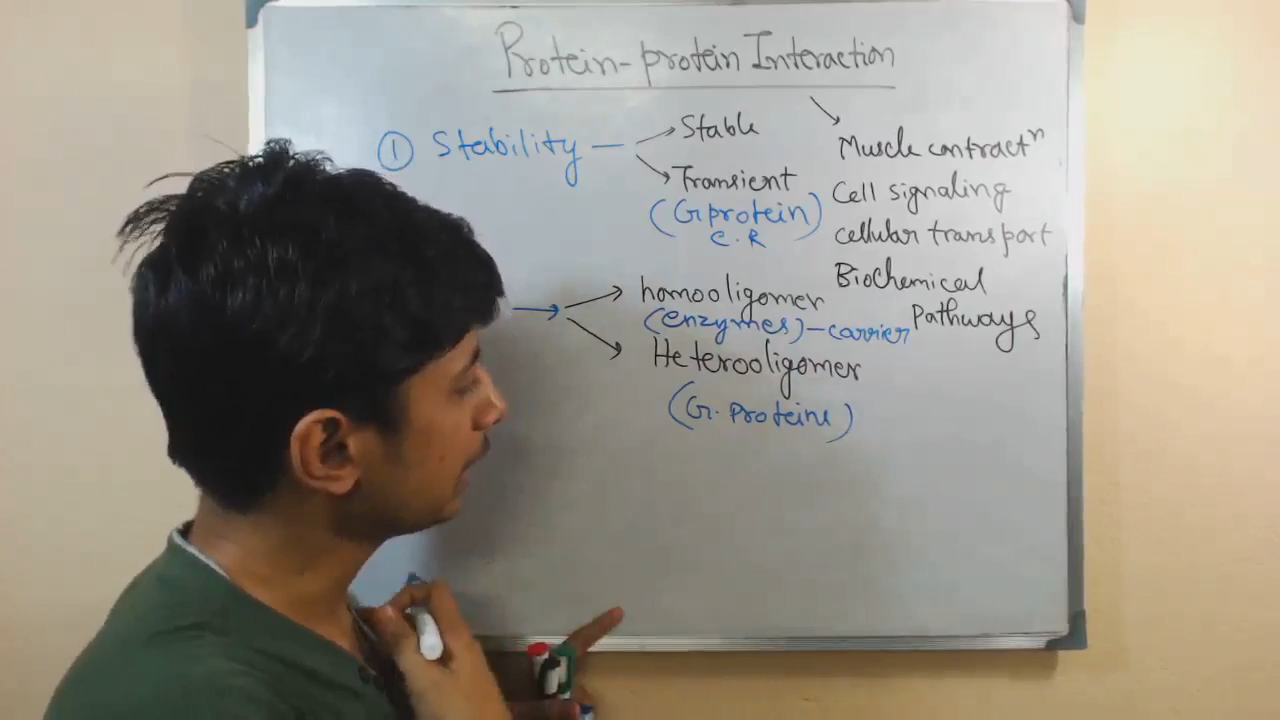 Protein-protein Interaction
① Stability — Stable
Transient
(G protein)
C.R
Muscle contractⁿ
Cell signaling
cellular transport
Biochemical
Pathways
homooligomer
(enzymes)-carrier
Heterooligomer
(G. Proteins)